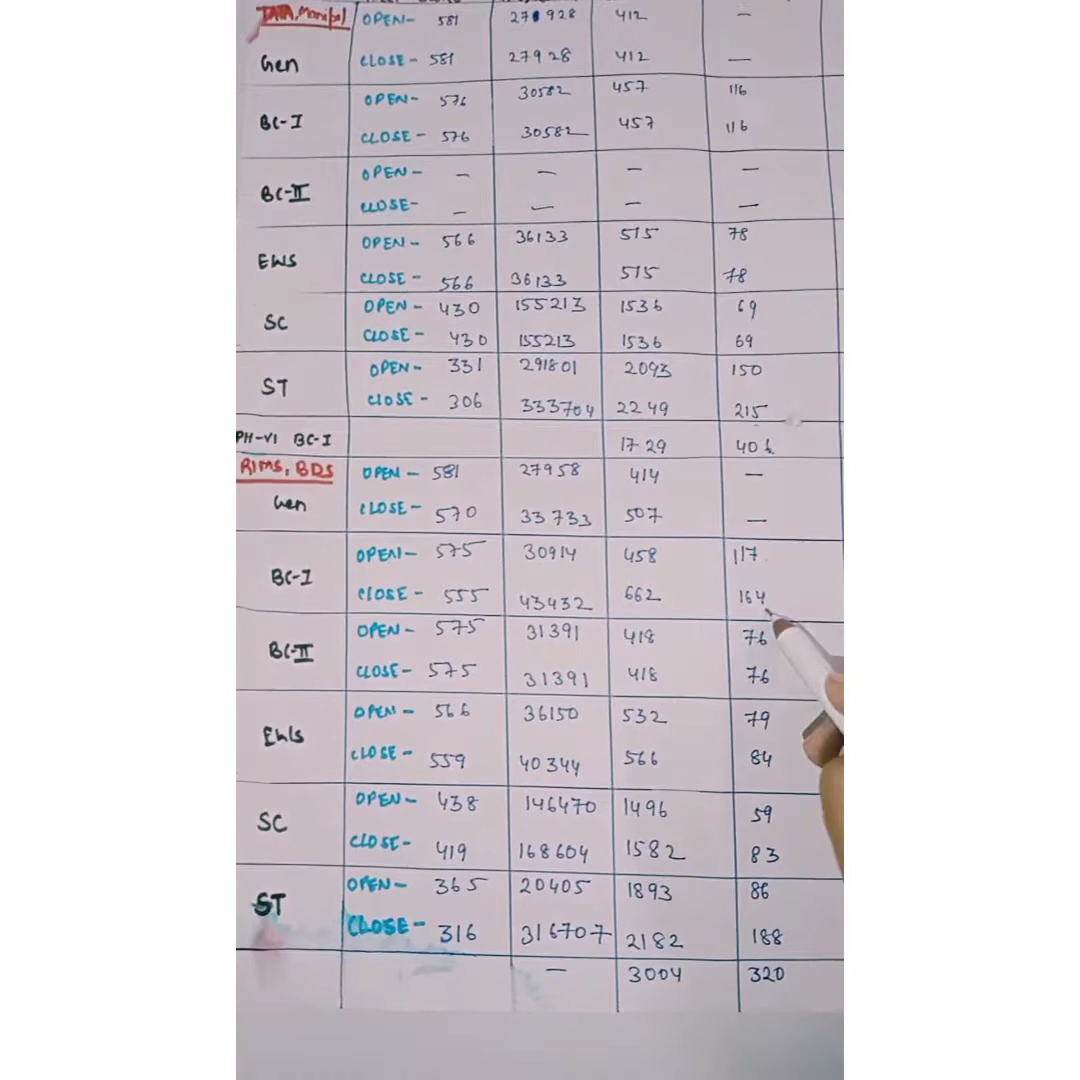 TATA, Manipal OPEN- 581 27928 412 —
Gen CLOSE- 581 27928 412 —
OPEN- 576 30582 457 116
BC-I
CLOSE- 576 30582 457 116
OPEN- — — — —
BC-II
CLOSE- — — — —
OPEN- 566 36133 515 78
EWS
CLOSE- 566 36133 515 78
SC OPEN- 430 155213 1536 69
CLOSE- 430 155213 1536 69
OPEN- 331 291801 2093 150
ST
CLOSE- 306 333704 2249 215
PH-VI BC-I 1729 406
RIMS, BDS OPEN- 581 27958 414 —
Gen CLOSE- 570 33733 507 —
OPEN- 575 30914 458 117
BC-I
CLOSE- 555 43432 662 164
OPEN- 575 31391 418 76
BC-II
CLOSE- 575 31391 418 76
OPEN- 566 36150 532 79
EWS
CLOSE- 559 40344 566 84
OPEN- 438 146470 1496 59
SC
CLOSE- 419 168604 1582 83
OPEN- 365 20405 1893 86
ST
CLOSE- 316 316707 2182 188
— 3004 320